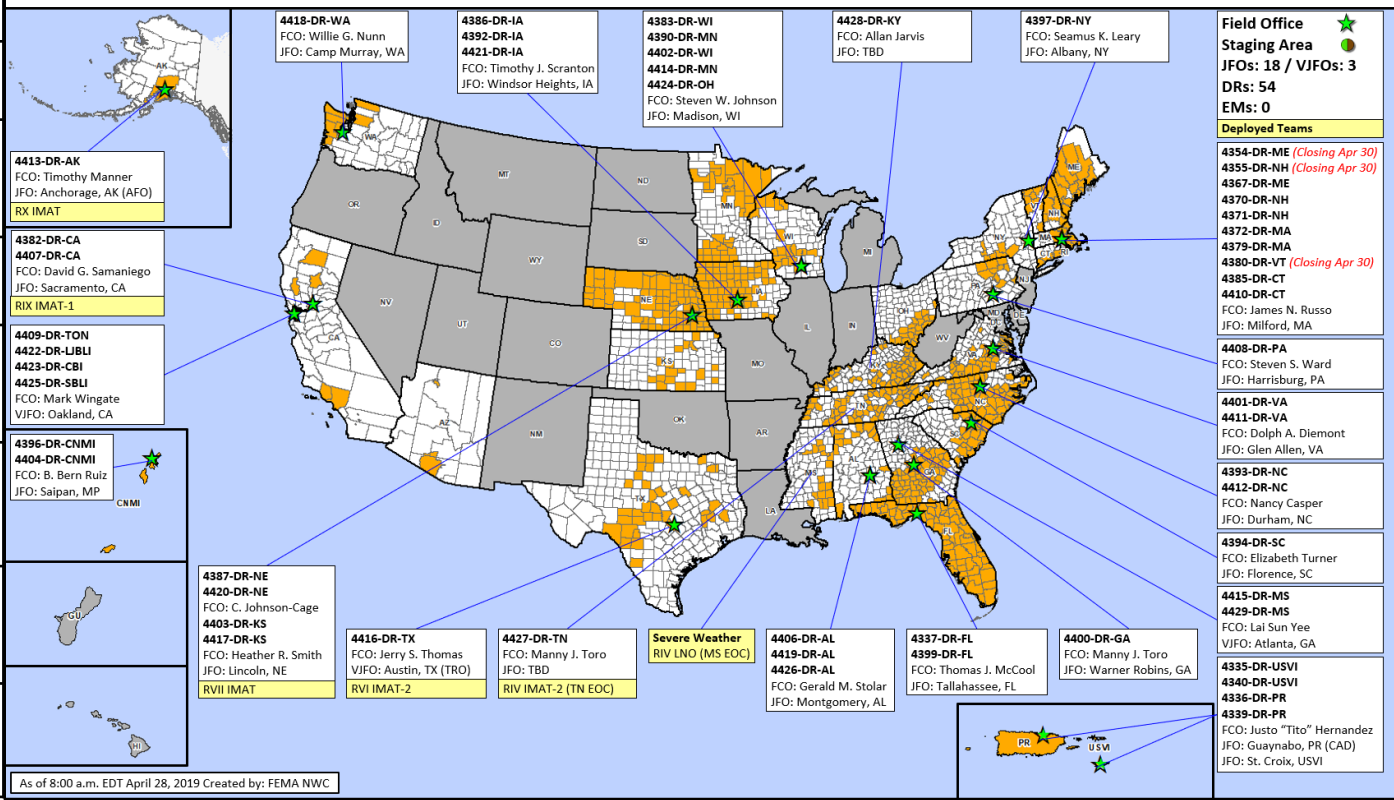 4418-DR-WA
FCO: Willie G. Nunn
JFO: Camp Murray, WA
4386-DR-IA
4392-DR-IA
4421-DR-IA
FCO: Timothy J. Scranton
JFO: Windsor Heights, IA
4383-DR-WI
4390-DR-MN
4402-DR-WI
4414-DR-MN
4424-DR-OH
FCO: Steven W. Johnson
JFO: Madison, WI
4428-DR-KY
FCO: Allan Jarvis
JFO: TBD
4397-DR-NY
FCO: Seamus K. Leary
JFO: Albany, NY
Field Office
Staging Area
JFOs: 18 / VJFOs: 3
DRs: 54
EMs: 0
Deployed Teams
4354-DR-ME (Closing Apr 30)
4355-DR-NH (Closing Apr 30)
4367-DR-ME
4370-DR-NH
4371-DR-NH
4372-DR-MA
4379-DR-MA
4380-DR-VT (Closing Apr 30)
4385-DR-CT
4410-DR-CT
FCO: James N. Russo
JFO: Milford, MA
4408-DR-PA
FCO: Steven S. Ward
JFO: Harrisburg, PA
4401-DR-VA
4411-DR-VA
FCO: Dolph A. Diemont
JFO: Glen Allen, VA
4393-DR-NC
4412-DR-NC
FCO: Nancy Casper
JFO: Durham, NC
4394-DR-SC
FCO: Elizabeth Turner
JFO: Florence, SC
4415-DR-MS
4429-DR-MS
FCO: Lai Sun Yee
VJFO: Atlanta, GA
4335-DR-USVI
4340-DR-USVI
4336-DR-PR
4339-DR-PR
FCO: Justo "Tito" Hernandez
JFO: Guaynabo, PR (CAD)
JFO: St. Croix, USVI
AK
4413-DR-AK
FCO: Timothy Manner
JFO: Anchorage, AK (AFO)
RX IMAT
4382-DR-CA
4407-DR-CA
FCO: David G. Samaniego
JFO: Sacramento, CA
RIX IMAT-1
4409-DR-TON
4422-DR-LJBLI
4423-DR-CBI
4425-DR-SBLI
FCO: Mark Wingate
VJFO: Oakland, CA
4396-DR-CNMI
4404-DR-CNMI
FCO: B. Bern Ruiz
JFO: Saipan, MP
CNMI
GU
HI
WA
MT
ND
MN
OR
ID
SD
WI
MI
WY
NV
UT
CO
NE
IA
IL
IN
OH
CA
KS
MO
KY
WV
VA
AZ
NM
OK
AR
TN
NC
SC
TX
LA
MS
GA
FL
PA
NY
NJ
MD
DE
CT
RI
MA
VT
NH
ME
4387-DR-NE
4420-DR-NE
FCO: C. Johnson-Cage
4403-DR-KS
4417-DR-KS
FCO: Heather R. Smith
JFO: Lincoln, NE
RVII IMAT
4416-DR-TX
FCO: Jerry S. Thomas
VJFO: Austin, TX (TRO)
RVI IMAT-2
4427-DR-TN
FCO: Manny J. Toro
JFO: TBD
RIV IMAT-2 (TN EOC)
Severe Weather
RIV LNO (MS EOC)
4406-DR-AL
4419-DR-AL
4426-DR-AL
FCO: Gerald M. Stolar
JFO: Montgomery, AL
4337-DR-FL
4399-DR-FL
FCO: Thomas J. McCool
JFO: Tallahassee, FL
4400-DR-GA
FCO: Manny J. Toro
JFO: Warner Robins, GA
PR
USVI
As of 8:00 a.m. EDT April 28, 2019 Created by: FEMA NWC